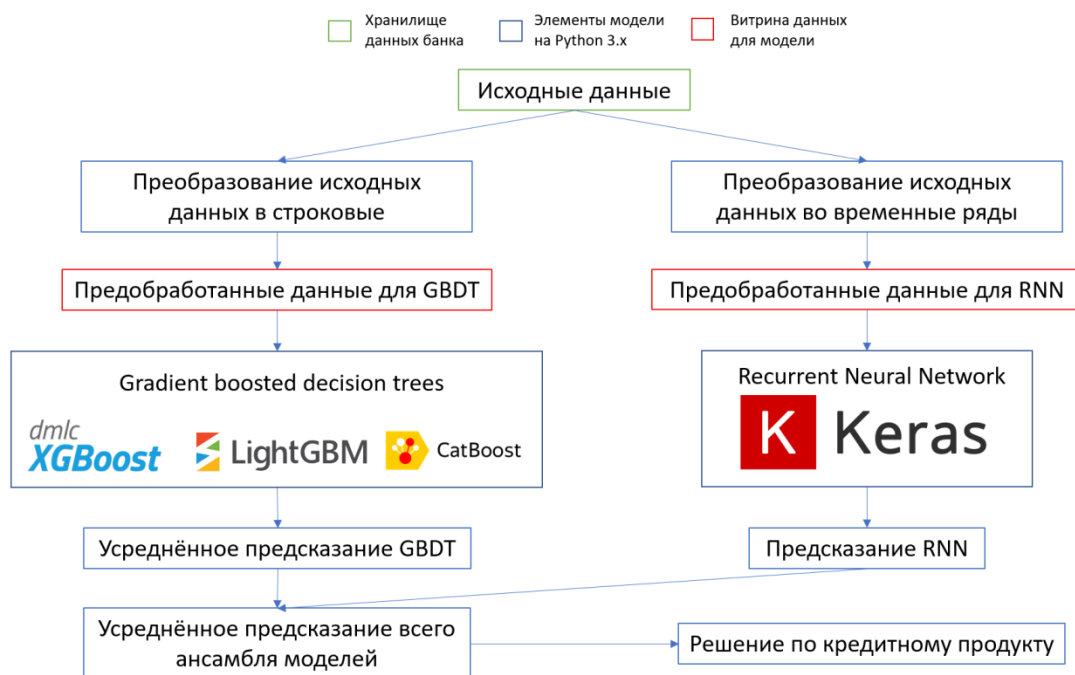 Хранилище
данных банка
Элементы модели
на Python 3.x
Витрина данных
для модели
Исходные данные
Преобразование исходных
данных в строковые
Преобразование исходных
данных во временные ряды
Предобработанные данные для GBDT
Предобработанные данные для RNN
Gradient boosted decision trees
dmlc
XGBoost
LightGBM
CatBoost
Recurrent Neural Network
K Keras
Усреднённое предсказание GBDT
Предсказание RNN
Усреднённое предсказание всего
ансамбля моделей
Решение по кредитному продукту